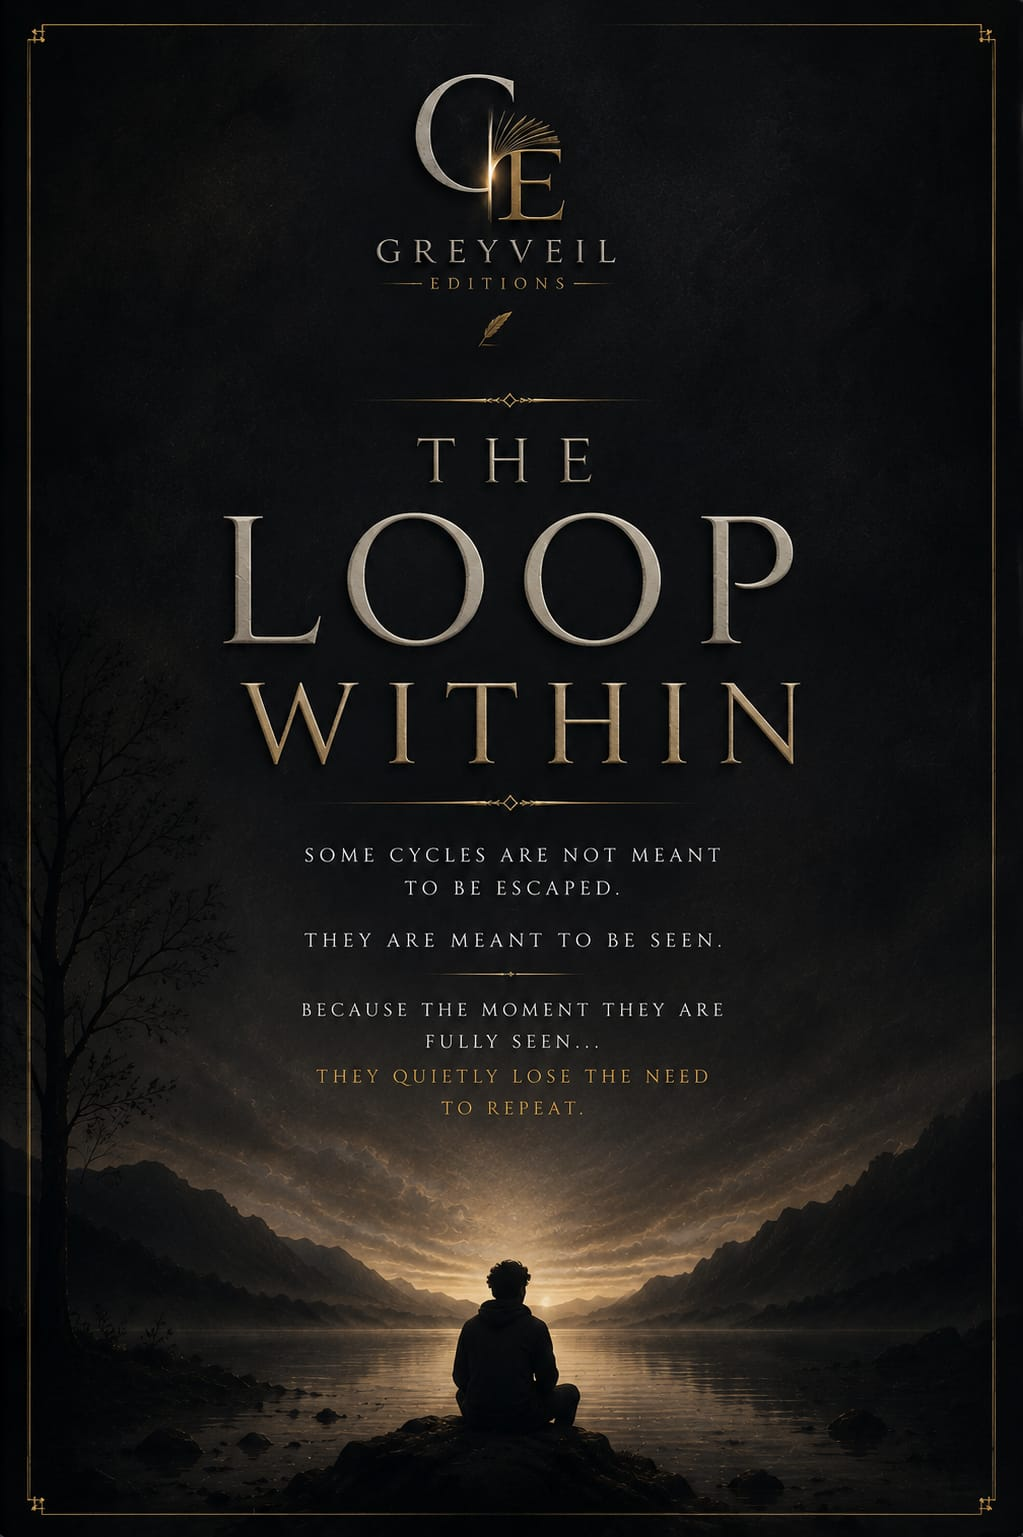 GE
GREYVEIL
EDITIONS
THE
LOOP
WITHIN
SOME CYCLES ARE NOT MEANT
TO BE ESCAPED.
THEY ARE MEANT TO BE SEEN.
BECAUSE THE MOMENT THEY ARE
FULLY SEEN...
THEY QUIETLY LOSE THE NEED
TO REPEAT.